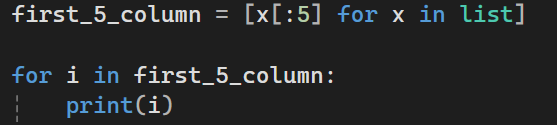 first_5_column = [x[:5] for x in list]
for i in first_5_column:
    print(i)